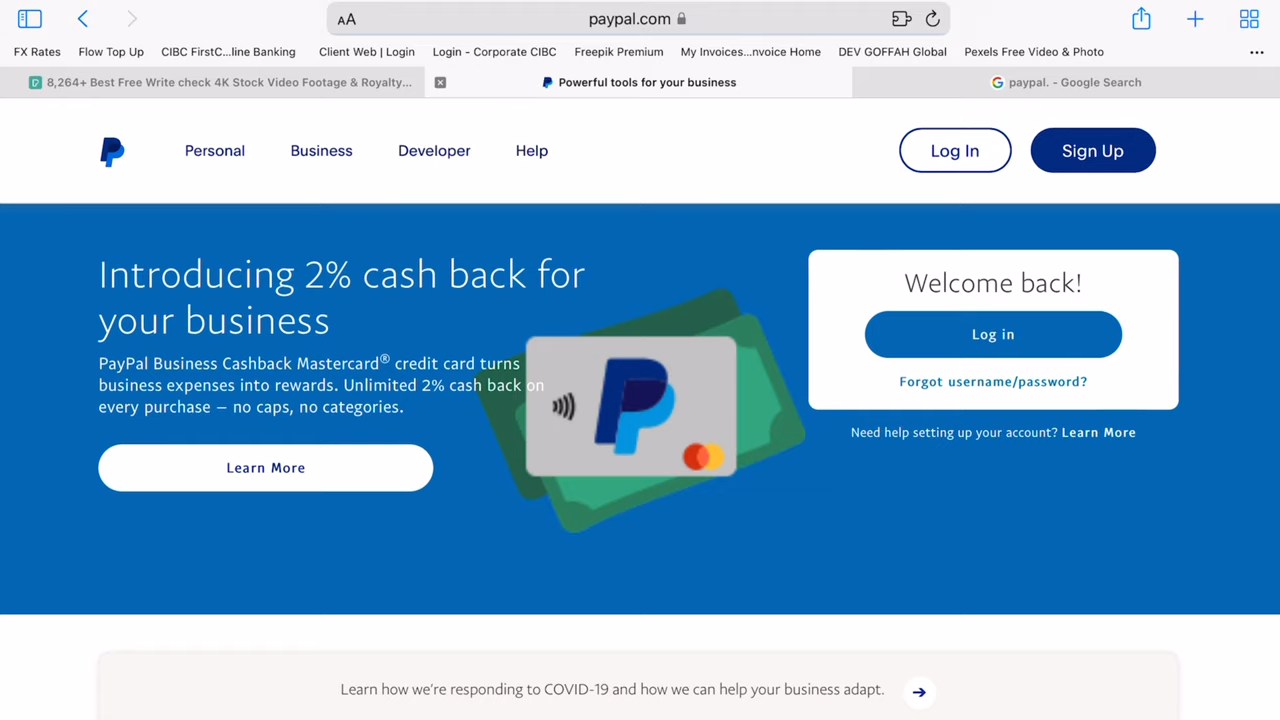 AA
paypal.com
FX Rates Flow Top Up CIBC FirstC...line Banking Client Web | Login Login - Corporate CIBC Freepik Premium My Invoices...nvoice Home DEV GOFFAH Global Pexels Free Video & Photo
8,264+ Best Free Write check 4K Stock Video Footage & Royalty... Powerful tools for your business paypal. - Google Search
Personal Business Developer Help Log In Sign Up
Introducing 2% cash back for
your business
PayPal Business Cashback Mastercard® credit card turns
business expenses into rewards. Unlimited 2% cash back on
every purchase – no caps, no categories.
Learn More
Welcome back!
Log in
Forgot username/password?
Need help setting up your account? Learn More
Learn how we're responding to COVID-19 and how we can help your business adapt.